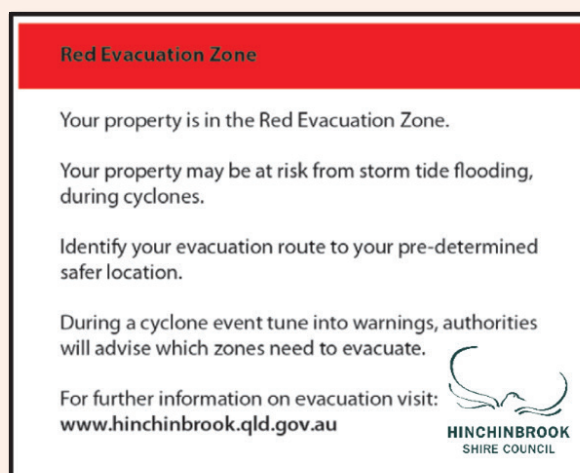 Red Evacuation Zone
Your property is in the Red Evacuation Zone.
Your property may be at risk from storm tide flooding,
during cyclones.
Identify your evacuation route to your pre-determined
safer location.
During a cyclone event tune into warnings, authorities
will advise which zones need to evacuate.
For further information on evacuation visit:
www.hinchinbrook.qld.gov.au
HINCHINBROOK
SHIRE COUNCIL